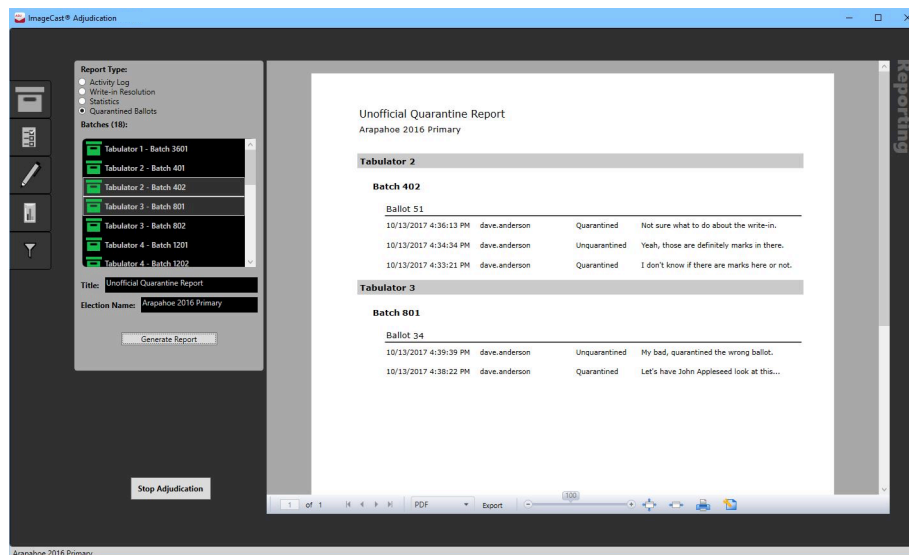 ImageCast® Adjudication
Reporting
Report Type:
Activity Log
Write-in Resolution
Statistics
Quarantined Ballots
Batches (18):
Tabulator 1 - Batch 3601
Tabulator 2 - Batch 401
Tabulator 2 - Batch 402
Tabulator 3 - Batch 801
Tabulator 3 - Batch 802
Tabulator 4 - Batch 1201
Tabulator 4 - Batch 1202
Title: Unofficial Quarantine Report
Election Name: Arapahoe 2016 Primary
Generate Report
Stop Adjudication
Unofficial Quarantine Report
Arapahoe 2016 Primary
Tabulator 2
Batch 402
Ballot 51
10/13/2017 4:36:13 PM dave.anderson Quarantined Not sure what to do about the write-in.
10/13/2017 4:34:34 PM dave.anderson Unquarantined Yeah, those are definitely marks in there.
10/13/2017 4:33:21 PM dave.anderson Quarantined I don't know if there are marks here or not.
Tabulator 3
Batch 801
Ballot 34
10/13/2017 4:39:39 PM dave.anderson Unquarantined My bad, quarantined the wrong ballot.
10/13/2017 4:38:22 PM dave.anderson Quarantined Let's have John Appleseed look at this...
1 of 1 PDF Export 100
Arapahoe 2016 Primary